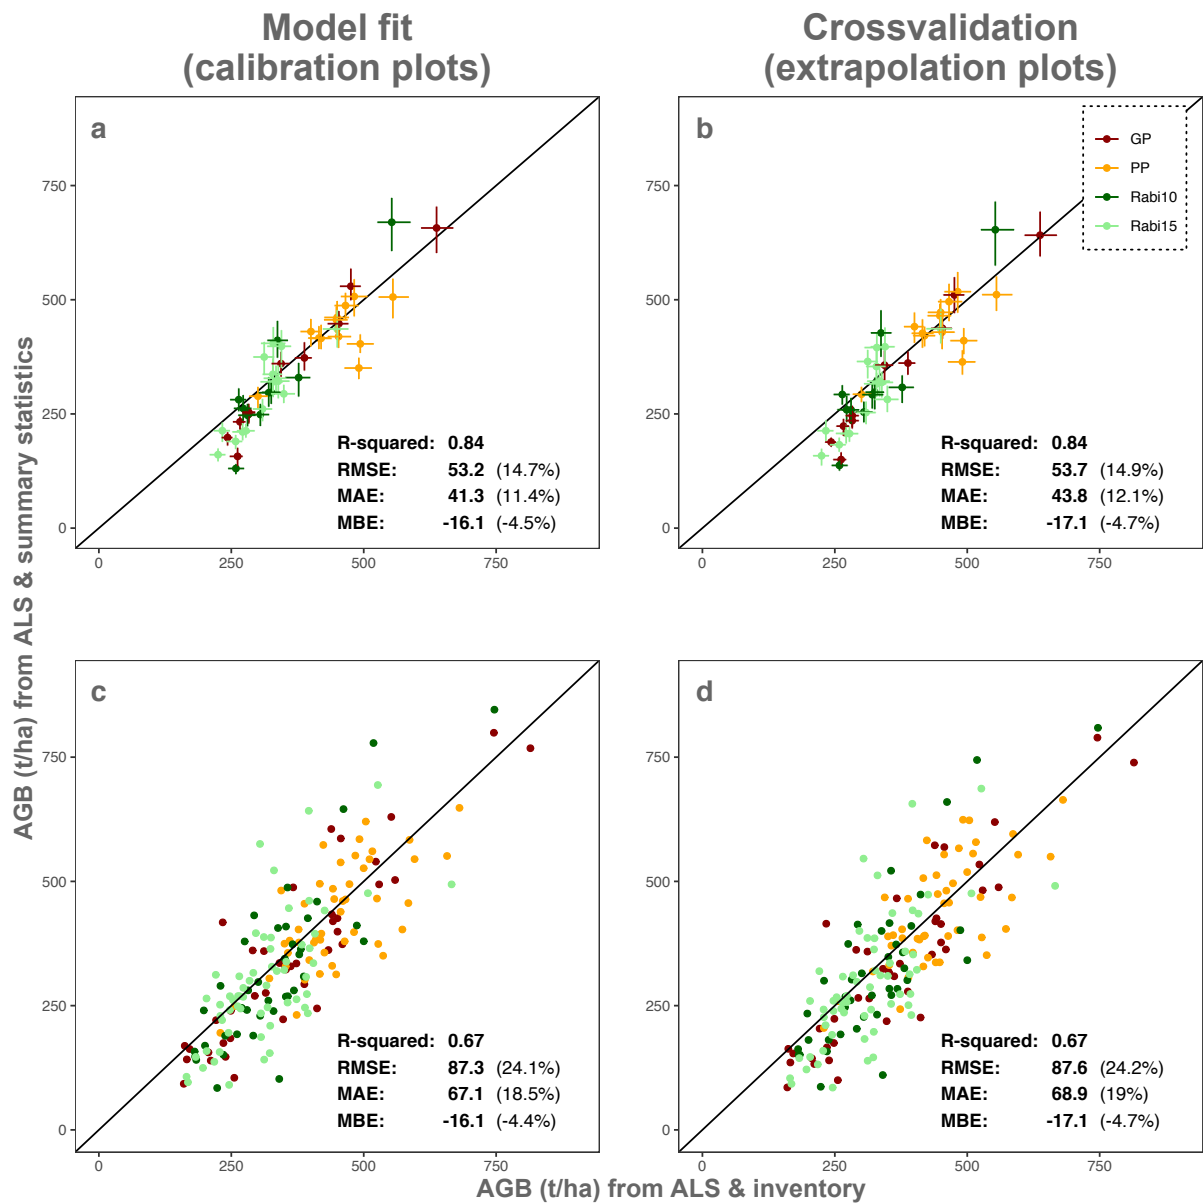 Model fit
(calibration plots)
Crossvalidation
(extrapolation plots)
AGB (t/ha) from ALS & summary statistics
a
750
500
250
0
R-squared: 0.84
RMSE: 53.2 (14.7%)
MAE: 41.3 (11.4%)
MBE: -16.1 (-4.5%)
0 250 500 750
b
GP
PP
Rabi10
Rabi15
750
500
250
0
R-squared: 0.84
RMSE: 53.7 (14.9%)
MAE: 43.8 (12.1%)
MBE: -17.1 (-4.7%)
0 250 500 750
c
750
500
250
0
R-squared: 0.67
RMSE: 87.3 (24.1%)
MAE: 67.1 (18.5%)
MBE: -16.1 (-4.4%)
0 250 500 750
d
750
500
250
0
R-squared: 0.67
RMSE: 87.6 (24.2%)
MAE: 68.9 (19%)
MBE: -17.1 (-4.7%)
0 250 500 750
AGB (t/ha) from ALS & inventory